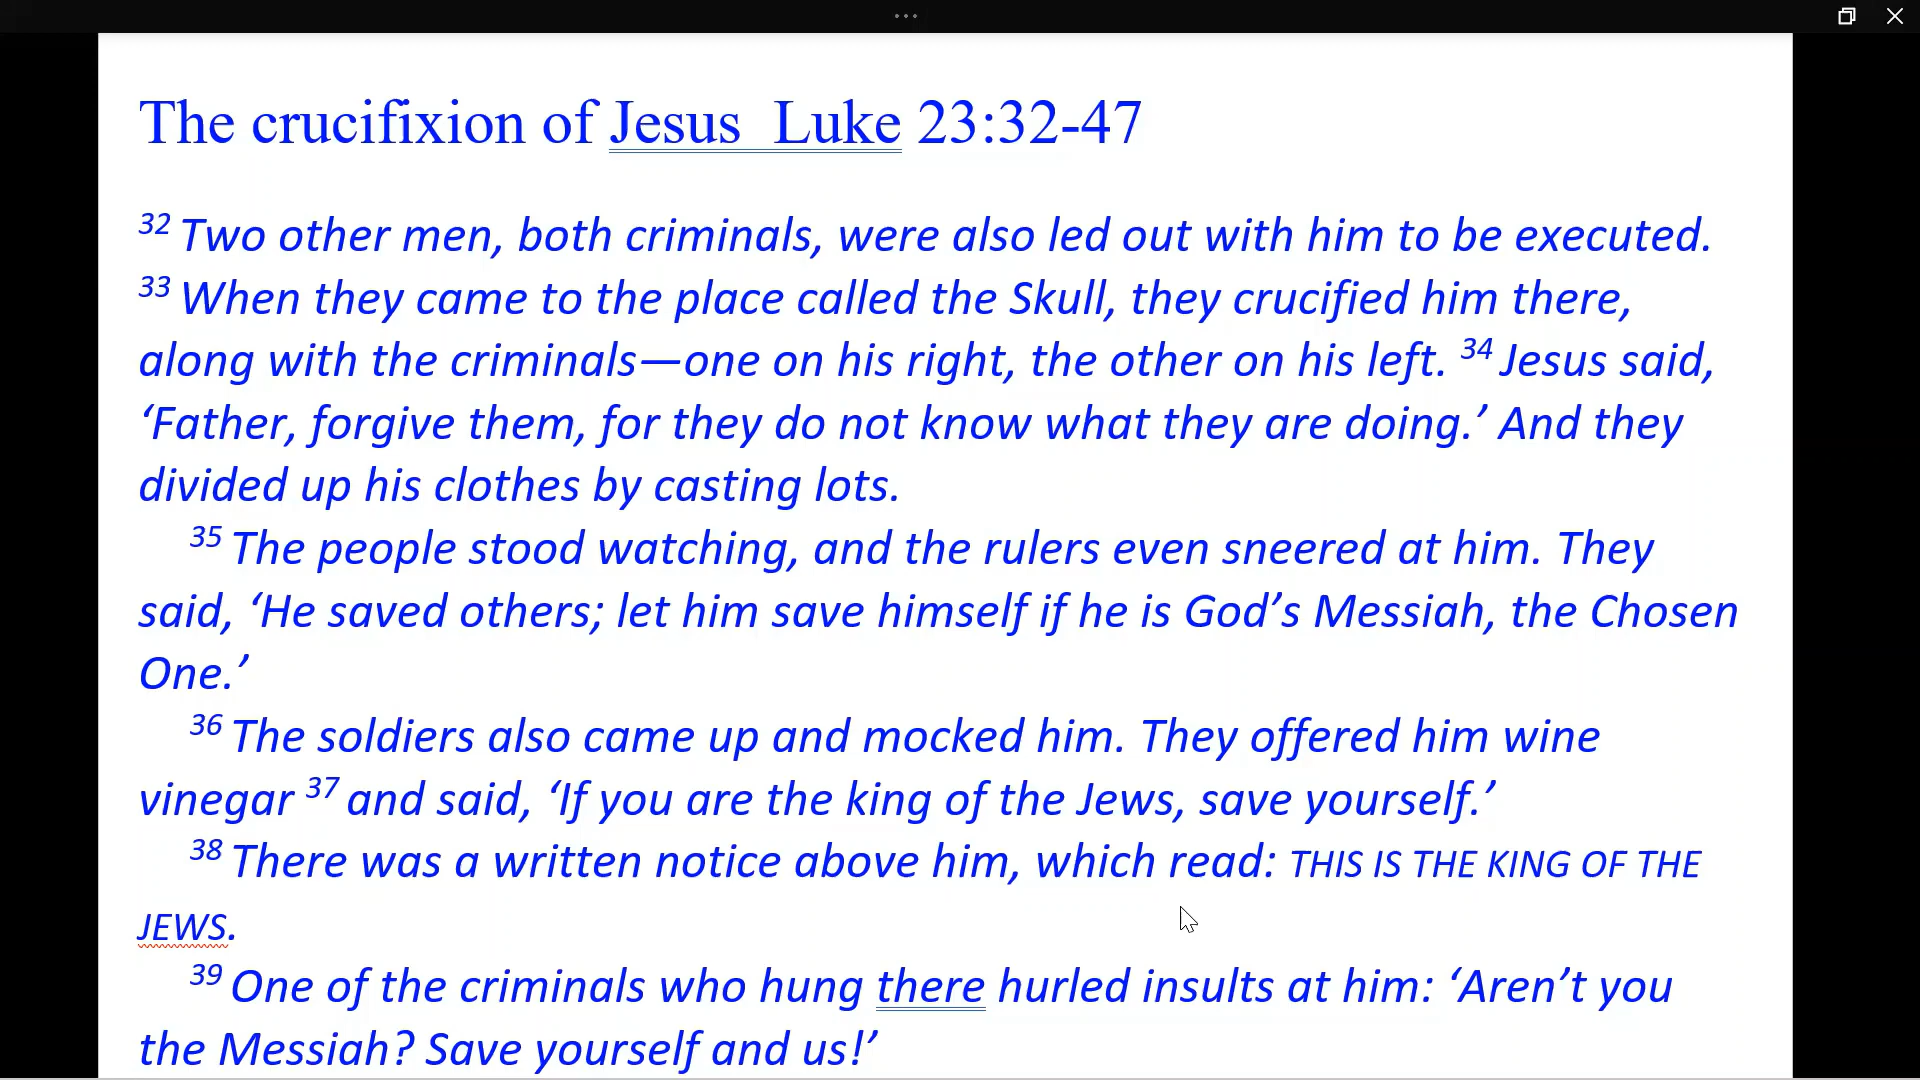 The crucifixion of Jesus  Luke 23:32-47
32 Two other men, both criminals, were also led out with him to be executed.
33 When they came to the place called the Skull, they crucified him there,
along with the criminals—one on his right, the other on his left. 34 Jesus said,
‘Father, forgive them, for they do not know what they are doing.’ And they
divided up his clothes by casting lots.
35 The people stood watching, and the rulers even sneered at him. They
said, ‘He saved others; let him save himself if he is God’s Messiah, the Chosen
One.’
36 The soldiers also came up and mocked him. They offered him wine
vinegar 37 and said, ‘If you are the king of the Jews, save yourself.’
38 There was a written notice above him, which read: THIS IS THE KING OF THE
JEWS.
39 One of the criminals who hung there hurled insults at him: ‘Aren’t you
the Messiah? Save yourself and us!’